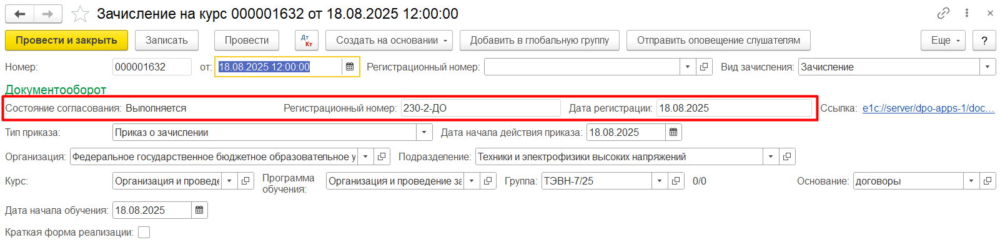 Зачисление на курс 000001632 от 18.08.2025 12:00:00
Провести и закрыть Записать Провести Дт Кт Создать на основании Добавить в глобальную группу Отправить оповещение слушателям Еще ?
Номер: 000001632 от: 18.08.2025 12:00:00 Регистрационный номер: Вид зачисления: Зачисление
Документооборот
Состояние согласования: Выполняется Регистрационный номер: 230-2-ДО Дата регистрации: 18.08.2025 Ссылка: e1c://server/dpo-apps-1/doc...
Тип приказа: Приказ о зачислении Дата начала действия приказа: 18.08.2025
Организация: Федеральное государственное бюджетное образовательное у Подразделение: Техники и электрофизики высоких напряжений
Курс: Организация и проведе Программа обучения: Организация и проведение за Группа: ТЭВН-7/25 0/0 Основание: договоры
Дата начала обучения: 18.08.2025
Краткая форма реализации: